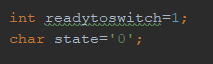 int readytoswitch=1;
char state='0';